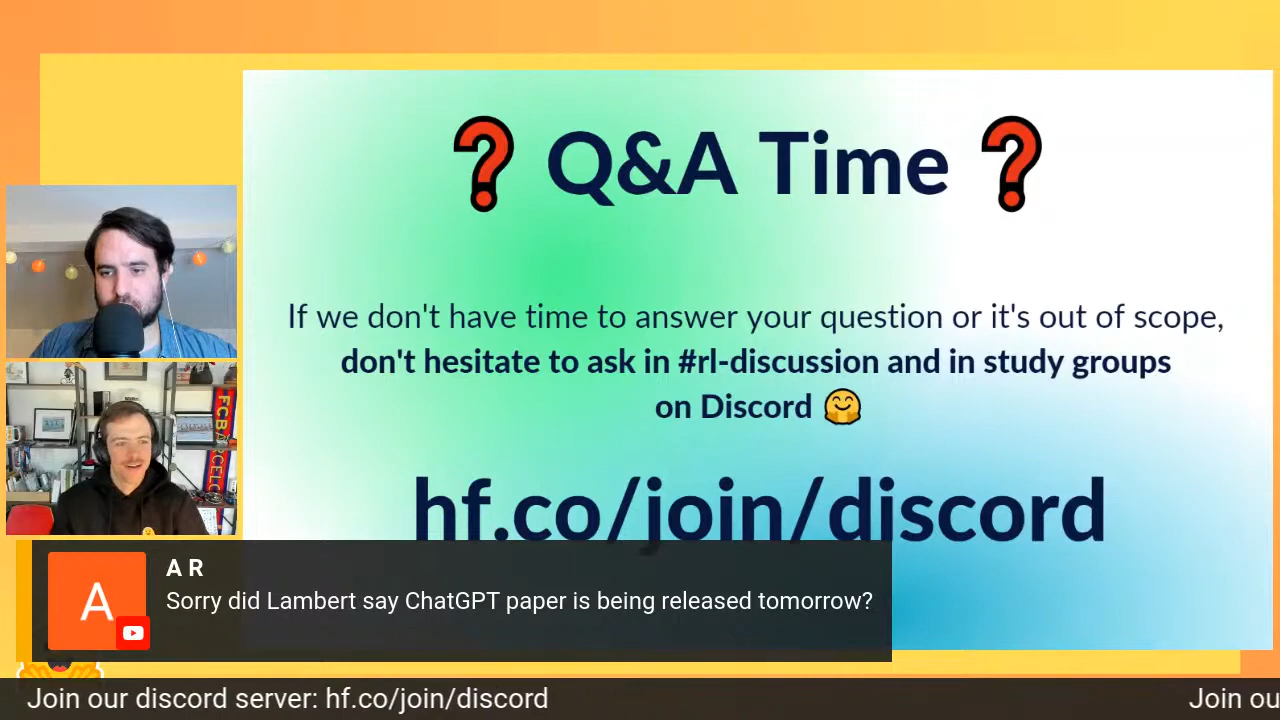 ❓ Q&A Time ❓
If we don't have time to answer your question or it's out of scope,
don't hesitate to ask in #rl-discussion and in study groups
on Discord 🤗
hf.co/join/discord
FCB
ARCELO
A
A R
Sorry did Lambert say ChatGPT paper is being released tomorrow?
Join our discord server: hf.co/join/discord
Join ou